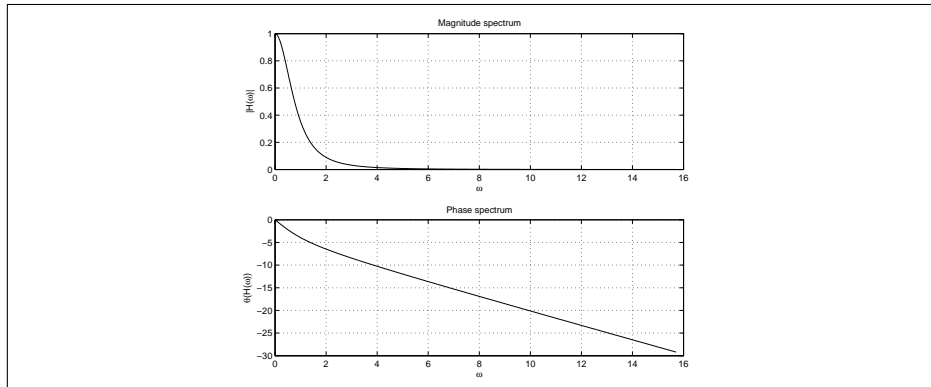 Magnitude spectrum
1
0.8
0.6
0.4
0.2
0
|H(ω)|
0 2 4 6 8 10 12 14 16
ω
Phase spectrum
0
−5
−10
−15
−20
−25
−30
θ(H(ω))
0 2 4 6 8 10 12 14 16
ω